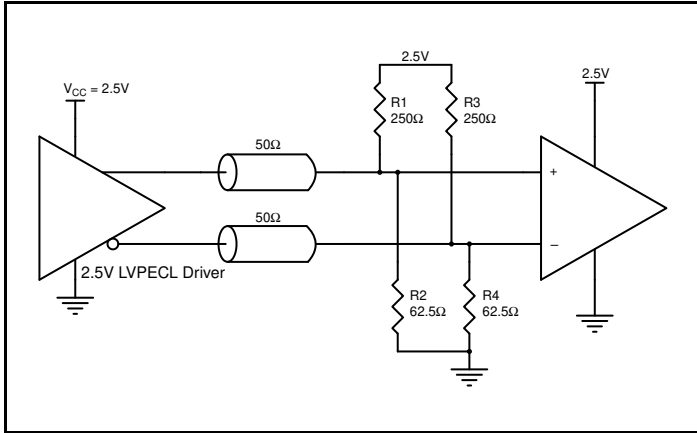 2.5V
2.5V
V_CC = 2.5V
R1
250Ω
R3
250Ω
50Ω
+
50Ω
–
2.5V LVPECL Driver
R2
62.5Ω
R4
62.5Ω